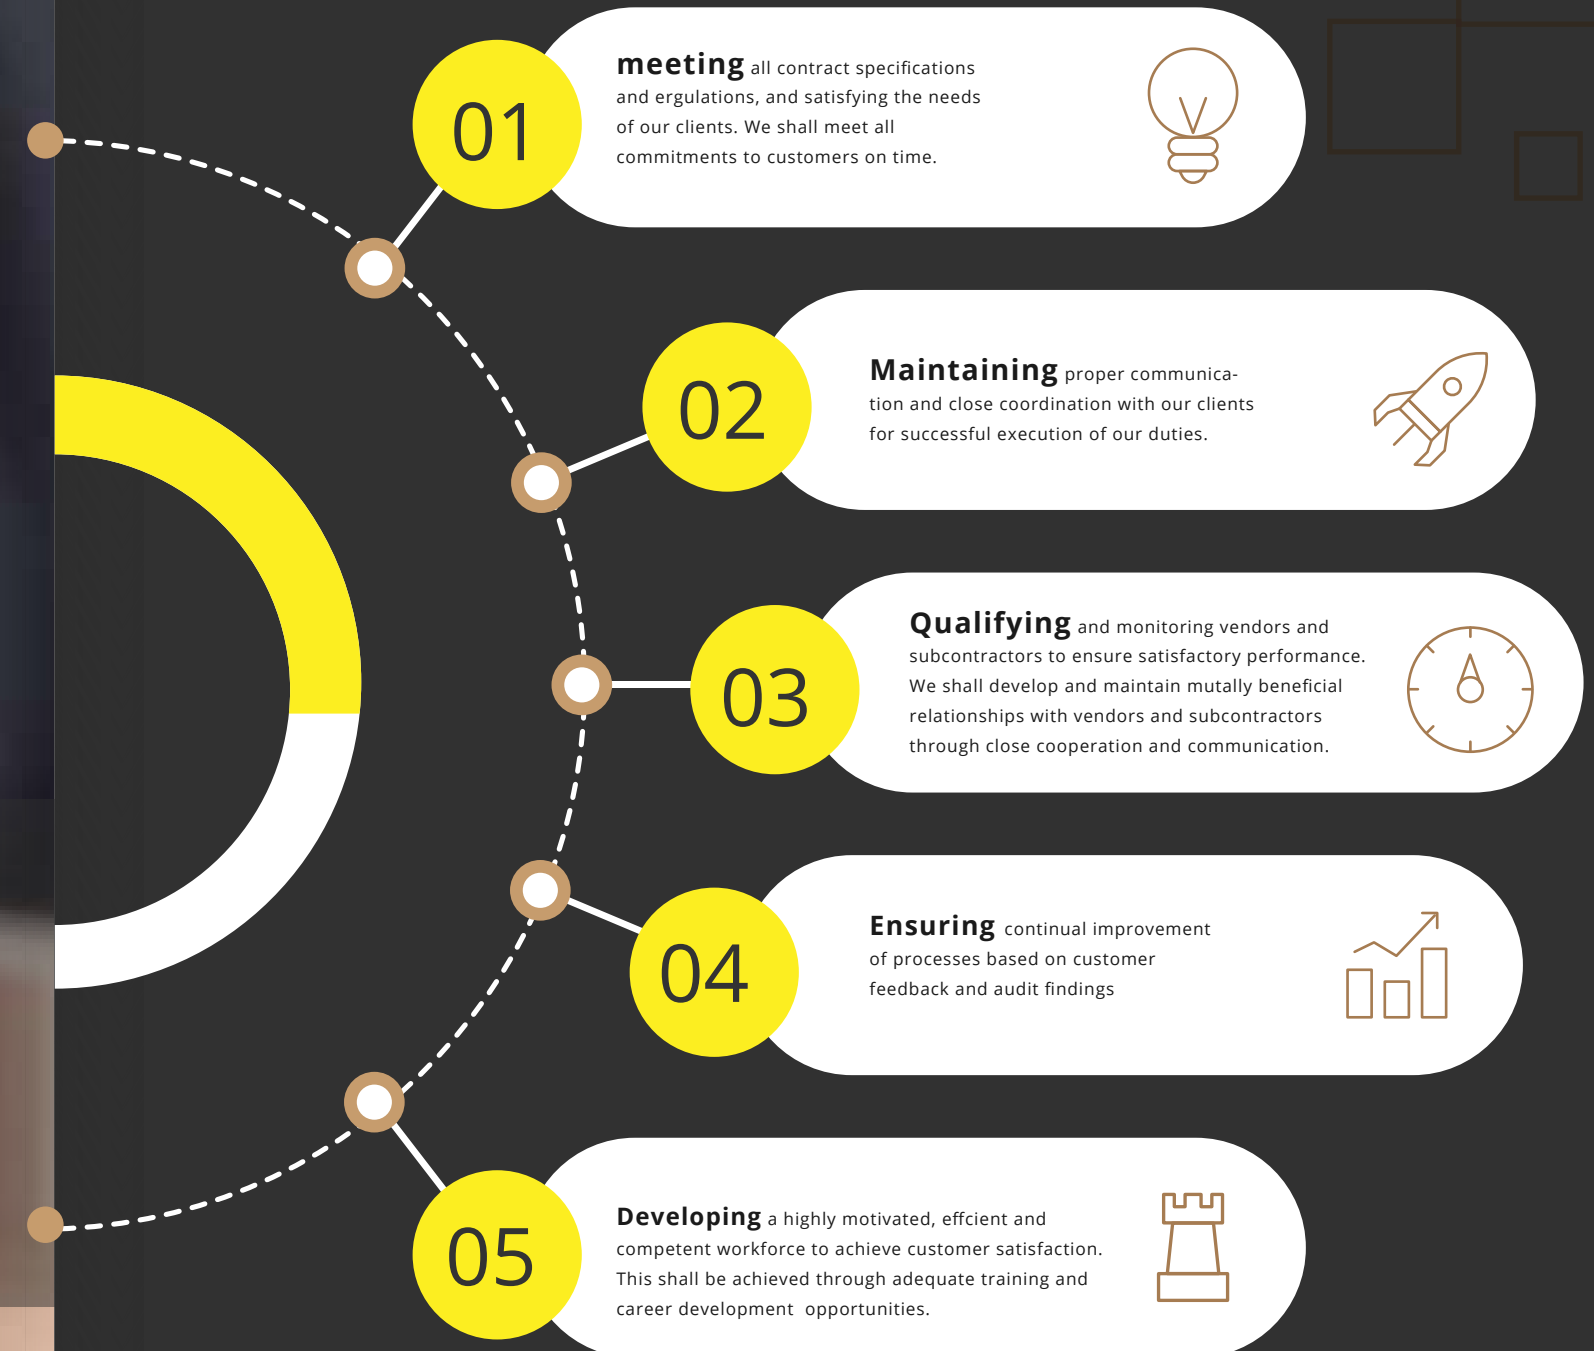 01
meeting all contract specifications
and ergulations, and satisfying the needs
of our clients. We shall meet all
commitments to customers on time.
02
Maintaining proper communica-
tion and close coordination with our clients
for successful execution of our duties.
03
Qualifying and monitoring vendors and
subcontractors to ensure satisfactory performance.
We shall develop and maintain mutally beneficial
relationships with vendors and subcontractors
through close cooperation and communication.
04
Ensuring continual improvement
of processes based on customer
feedback and audit findings
05
Developing a highly motivated, effcient and
competent workforce to achieve customer satisfaction.
This shall be achieved through adequate training and
career development opportunities.